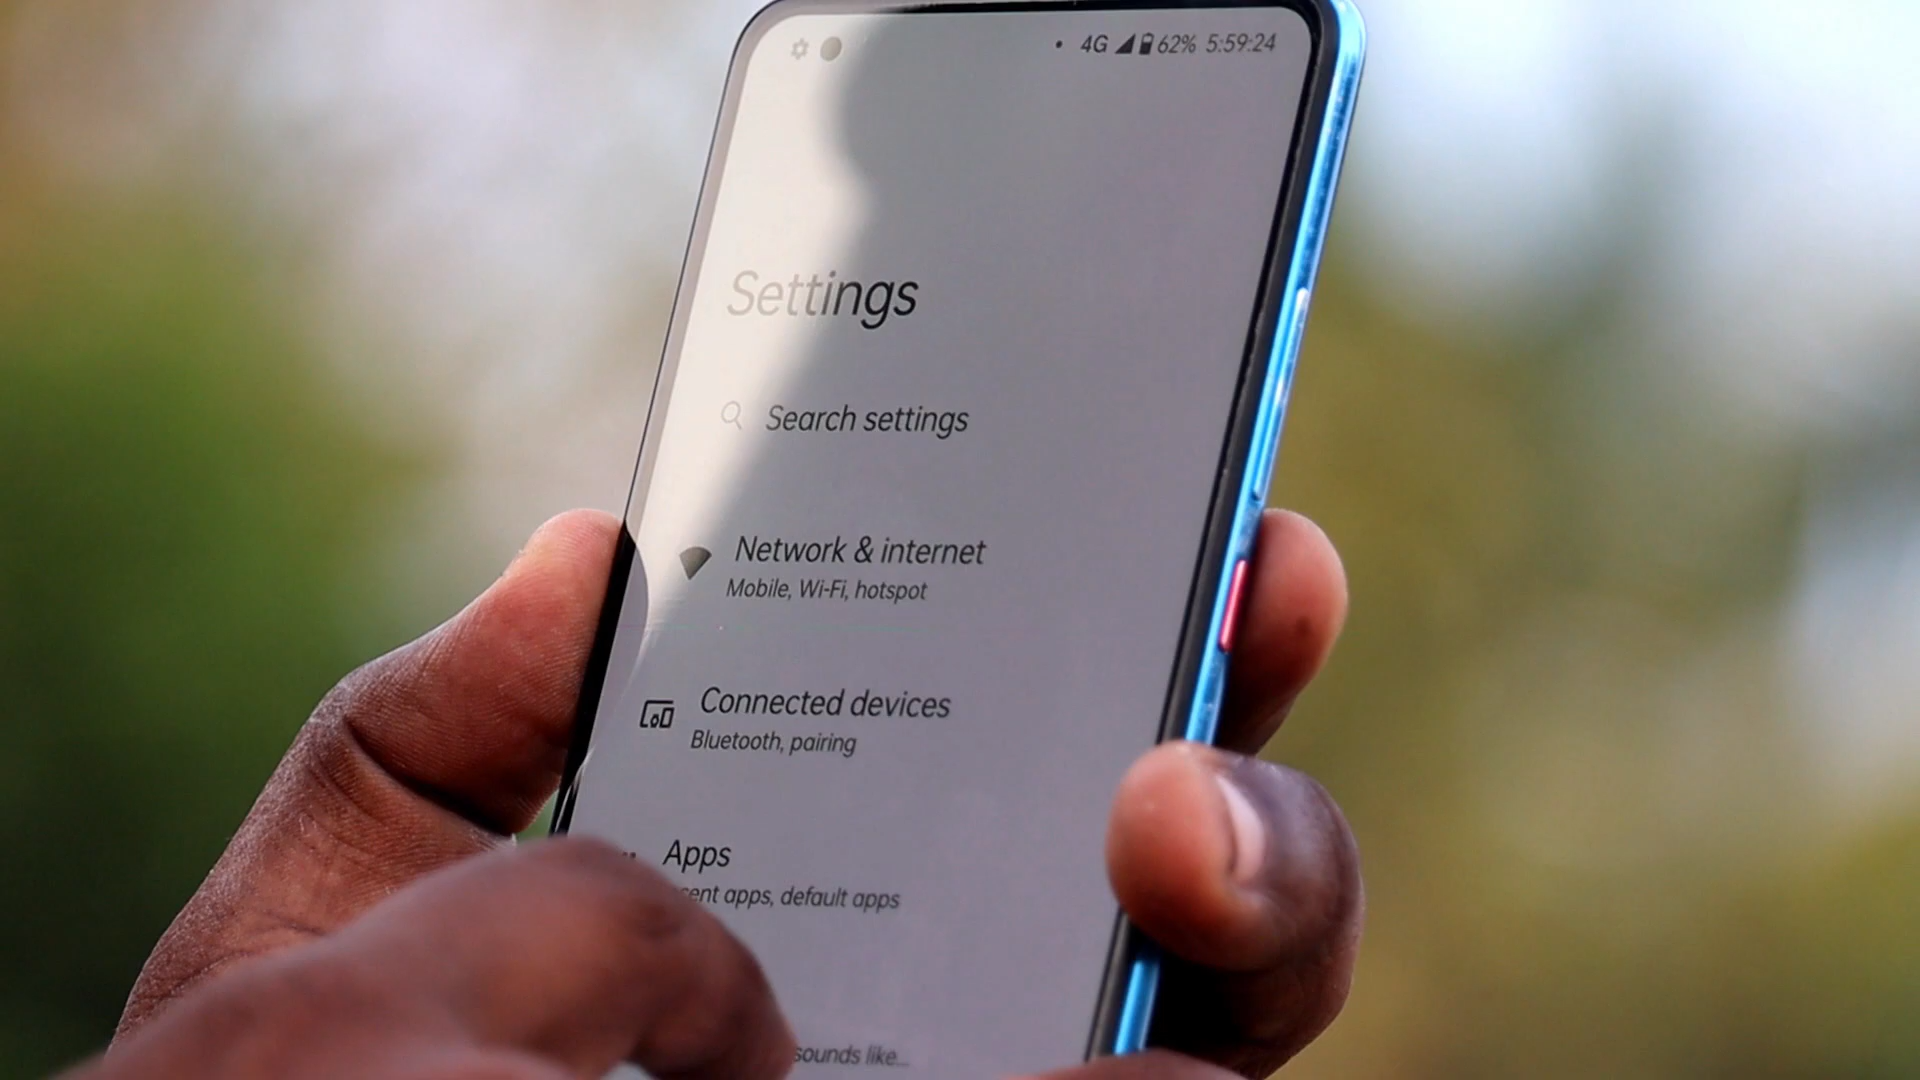 4G 62% 5:59:24
Settings
Search settings
Network & internet
Mobile, Wi-Fi, hotspot
Connected devices
Bluetooth, pairing
Apps
apps, default apps
sounds like...